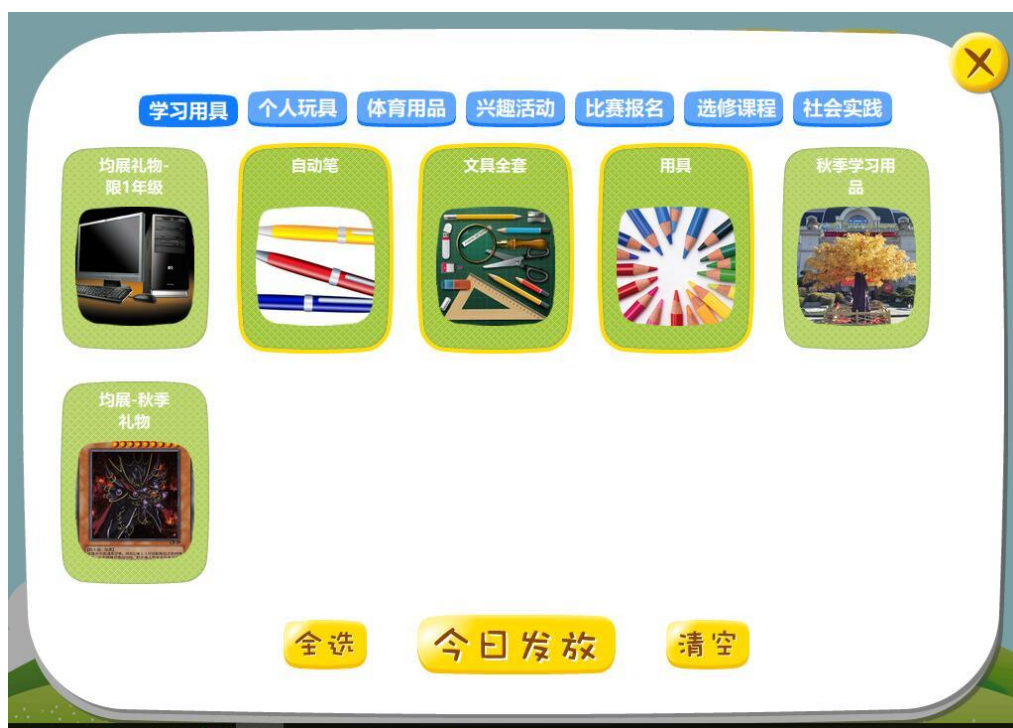 学习用具
个人玩具
体育用品
兴趣活动
比赛报名
选修课程
社会实践
均展礼物-
限1年级
自动笔
文具全套
用具
秋季学习用
品
均展-秋季
礼物
全选
今日发放
清空